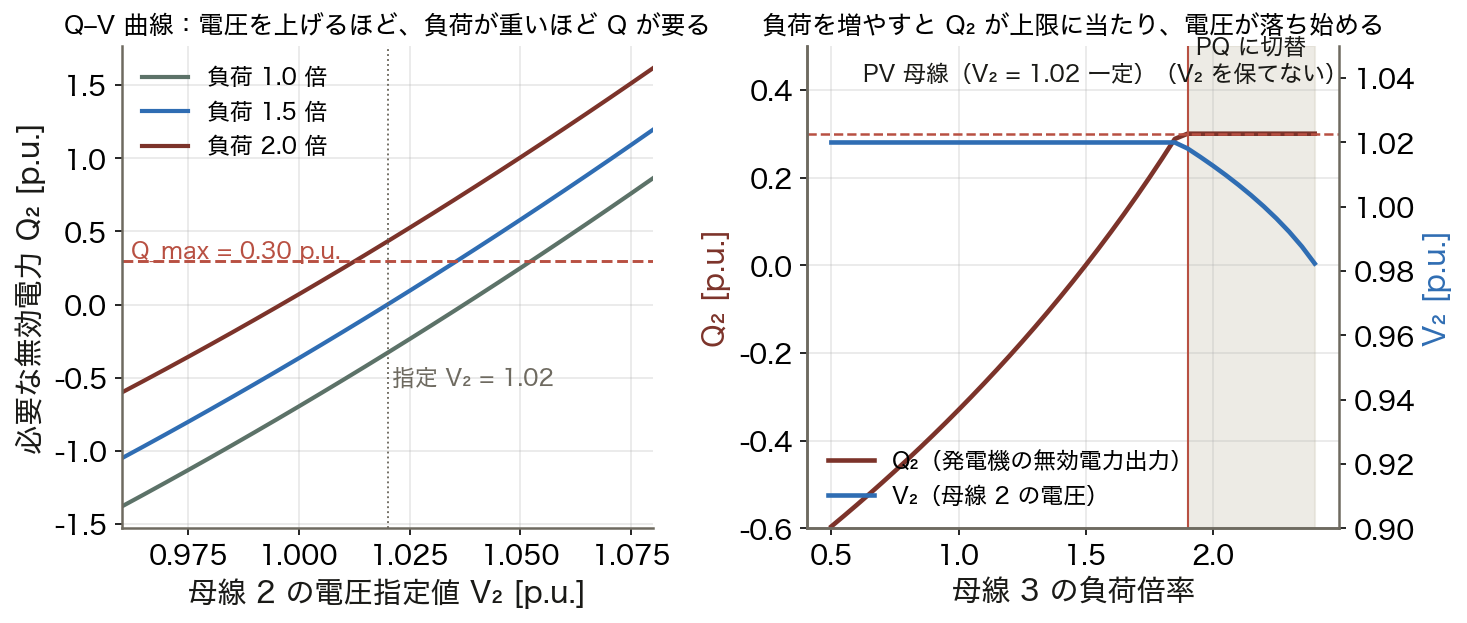 Q–V 曲線：電圧を上げるほど、負荷が重いほど Q が要る
負荷 1.0 倍
負荷 1.5 倍
負荷 2.0 倍
Q_max = 0.30 p.u.
指定 V₂ = 1.02
必要な無効電力 Q₂ [p.u.]
1.5
1.0
0.5
0.0
-0.5
-1.0
-1.5
0.975 1.000 1.025 1.050 1.075
母線 2 の電圧指定値 V₂ [p.u.]
負荷を増やすと Q₂ が上限に当たり、電圧が落ち始める
PV 母線（V₂ = 1.02 一定）
PQ に切替
（V₂ を保てない）
Q₂ [p.u.]
0.4
0.2
0.0
-0.2
-0.4
-0.6
Q₂（発電機の無効電力出力）
V₂（母線 2 の電圧）
0.5 1.0 1.5 2.0
母線 3 の負荷倍率
1.04
1.02
1.00
0.98
0.96
0.94
0.92
0.90
V₂ [p.u.]